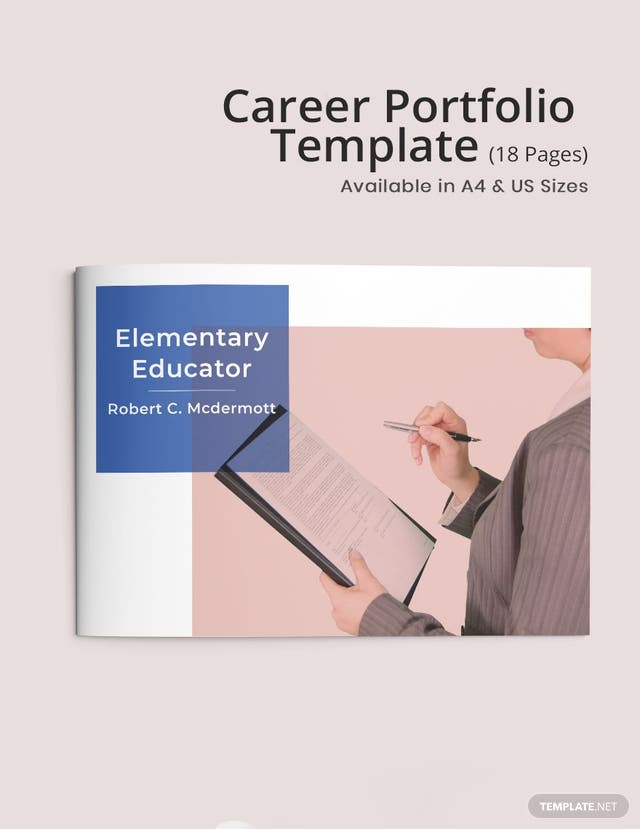 Career Portfolio
Template (18 Pages)
Available in A4 & US Sizes
Elementary
Educator
Robert C. Mcdermott
TEMPLATE.NET